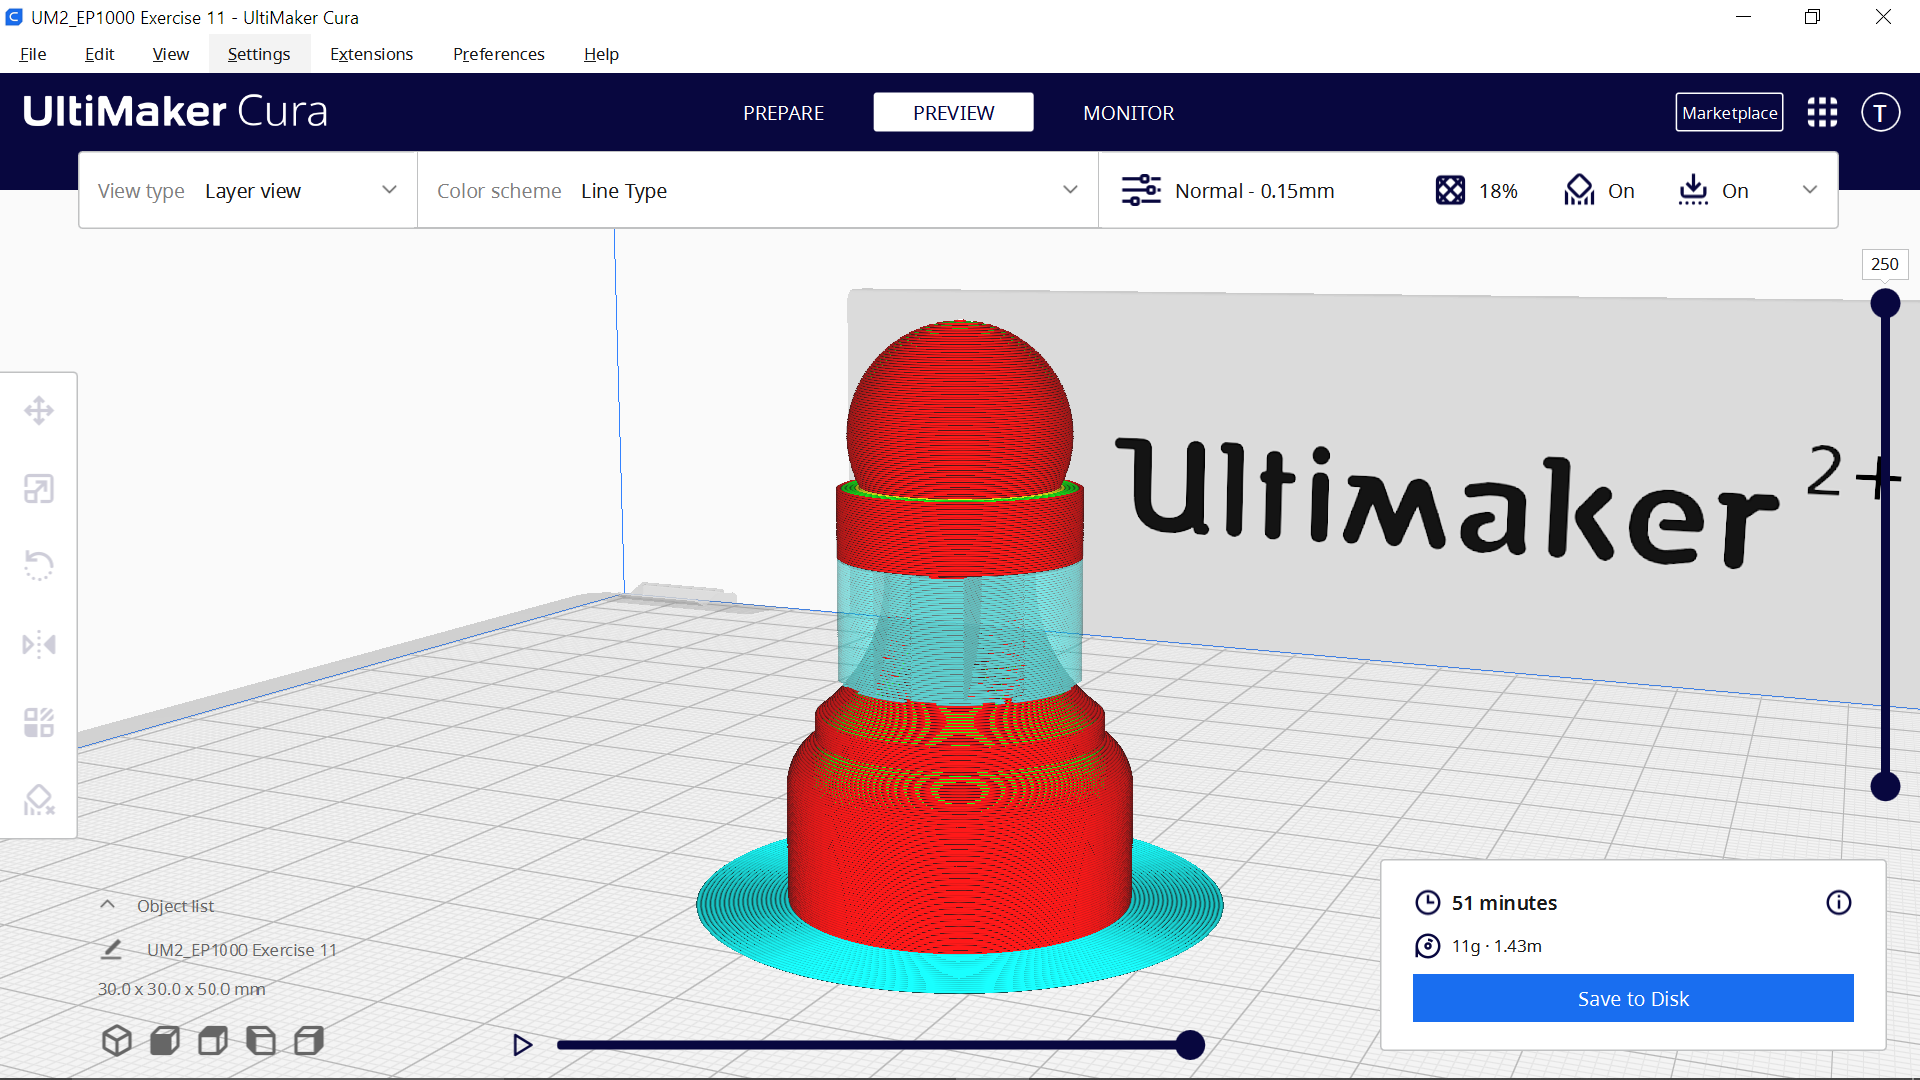 UM2_EP1000 Exercise 11 - UltiMaker Cura
File Edit View Settings Extensions Preferences Help
UltiMaker Cura PREPARE PREVIEW MONITOR Marketplace T
View type Layer view Color scheme Line Type Normal - 0.15mm 18% On On
250
Ultimaker 2+
51 minutes
11g · 1.43m
Save to Disk
Object list
UM2_EP1000 Exercise 11
30.0 x 30.0 x 50.0 mm